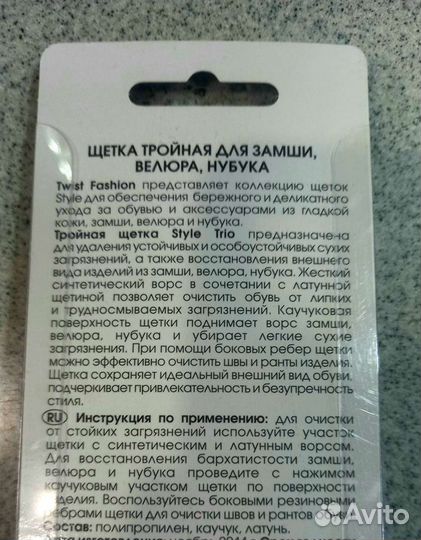 ЩЕТКА ТРОЙНАЯ ДЛЯ ЗАМШИ,
ВЕЛЮРА, НУБУКА
Twist Fashion представляет коллекцию щеток
Style для обеспечения бережного и деликатного
ухода за обувью и аксессуарами из гладкой
кожи, замши, велюра и нубука.
Тройная щетка Style Trio предназначена
для удаления устойчивых и особоустойчивых сухих
загрязнений, а также восстановления внешнего
вида изделий из замши, велюра, нубука. Жесткий
синтетический ворс в сочетании с латунной
щетиной позволяет очистить обувь от липких
и трудносмываемых загрязнений. Каучуковая
поверхность щетки поднимает ворс замши,
велюра, нубука и убирает легкие сухие
загрязнения. При помощи боковых ребер щетки
можно эффективно очистить швы и ранты изделия.
Щетка сохраняет идеальный внешний вид обуви,
подчеркивает привлекательность и безупречность
стиля.
RU Инструкция по применению: для очистки
от стойких загрязнений используйте участок
щетки с синтетическим и латунным ворсом.
Для восстановления бархатистости замши,
велюра и нубука проведите с нажимом
каучуковым участком щетки по поверхности
изделия. Воспользуйтесь боковыми резиновыми
ребрами щетки для очистки швов и рантов
Состав: полипропилен, каучук, латунь.
Avito